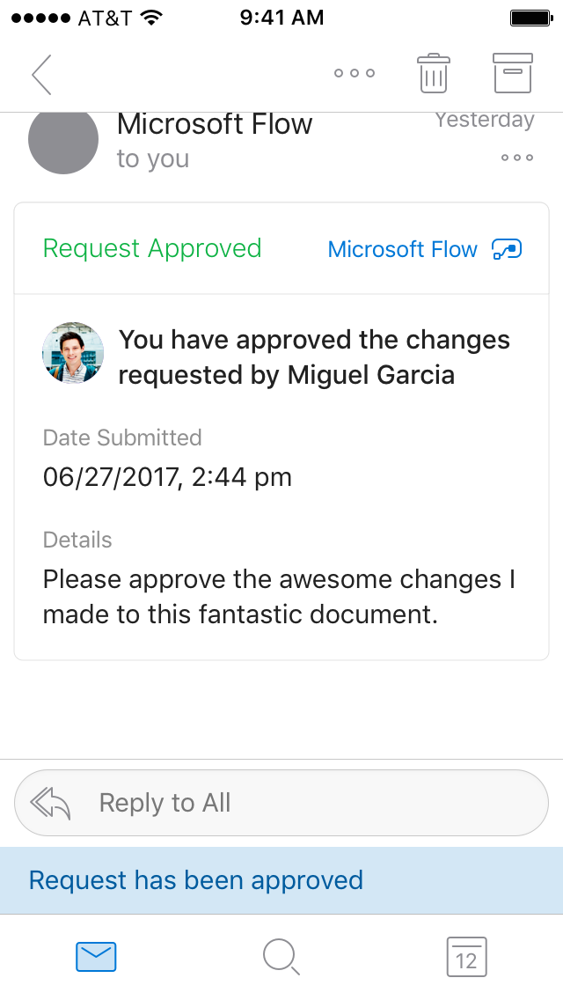 AT&T 9:41 AM
Microsoft Flow Yesterday
to you
Request Approved Microsoft Flow
You have approved the changes
requested by Miguel Garcia
Date Submitted
06/27/2017, 2:44 pm
Details
Please approve the awesome changes I
made to this fantastic document.
Reply to All
Request has been approved
12